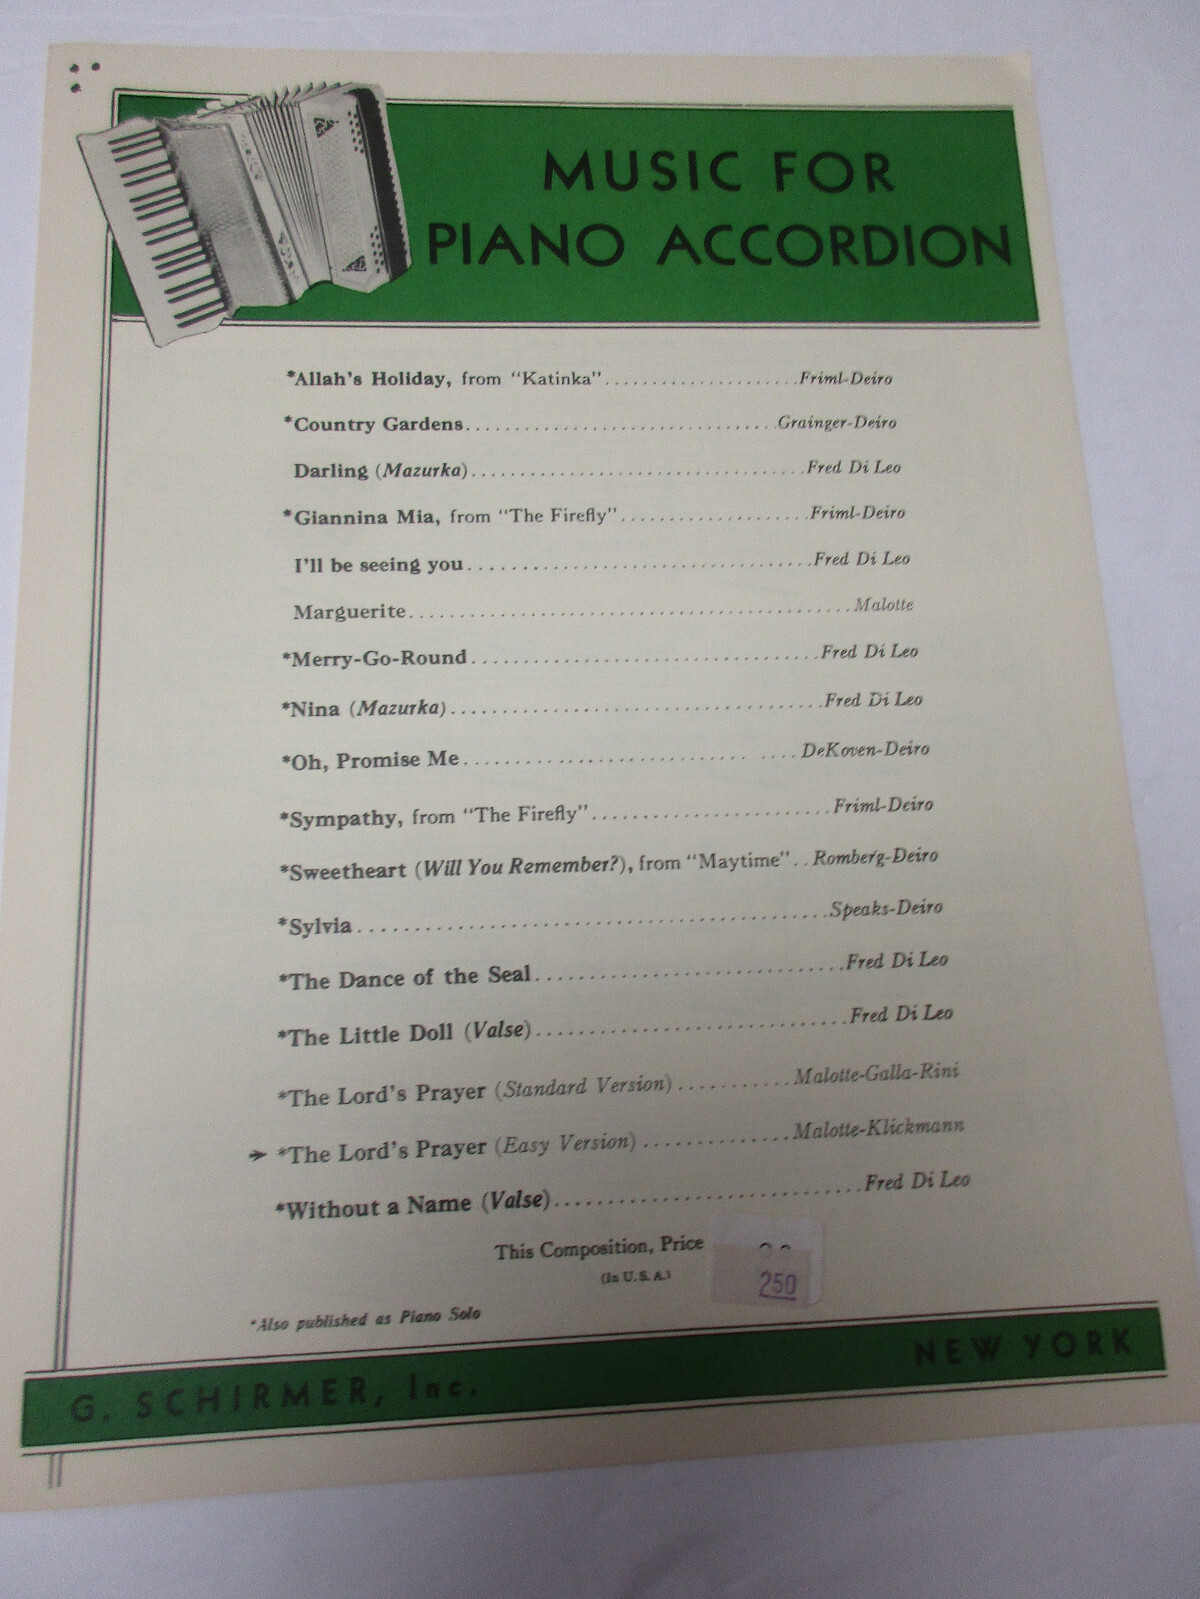 MUSIC FOR
PIANO ACCORDION
*Allah's Holiday, from "Katinka".....................Friml-Deiro
*Country Gardens.................................Grainger-Deiro
Darling (Mazurka)...................................Fred Di Leo
*Giannina Mia, from "The Firefly"....................Friml-Deiro
I'll be seeing you....................................Fred Di Leo
Marguerite..............................................Malotte
*Merry-Go-Round.....................................Fred Di Leo
*Nina (Mazurka).......................................Fred Di Leo
*Oh, Promise Me............................. ....DeKoven-Deiro
*Sympathy, from "The Firefly".........................Friml-Deiro
*Sweetheart (Will You Remember?), from "Maytime"..Romberg-Deiro
*Sylvia................................................Speaks-Deiro
*The Dance of the Seal................................Fred Di Leo
*The Little Doll (Valse)................................Fred Di Leo
*The Lord's Prayer (Standard Version)...........Malotte-Galla-Rini
➛ *The Lord's Prayer (Easy Version)..............Malotte-Klickmann
*Without a Name (Valse)...............................Fred Di Leo
This Composition, Price
(In U.S.A.)
250
*Also published as Piano Solo
G. SCHIRMER, Inc. NEW YORK